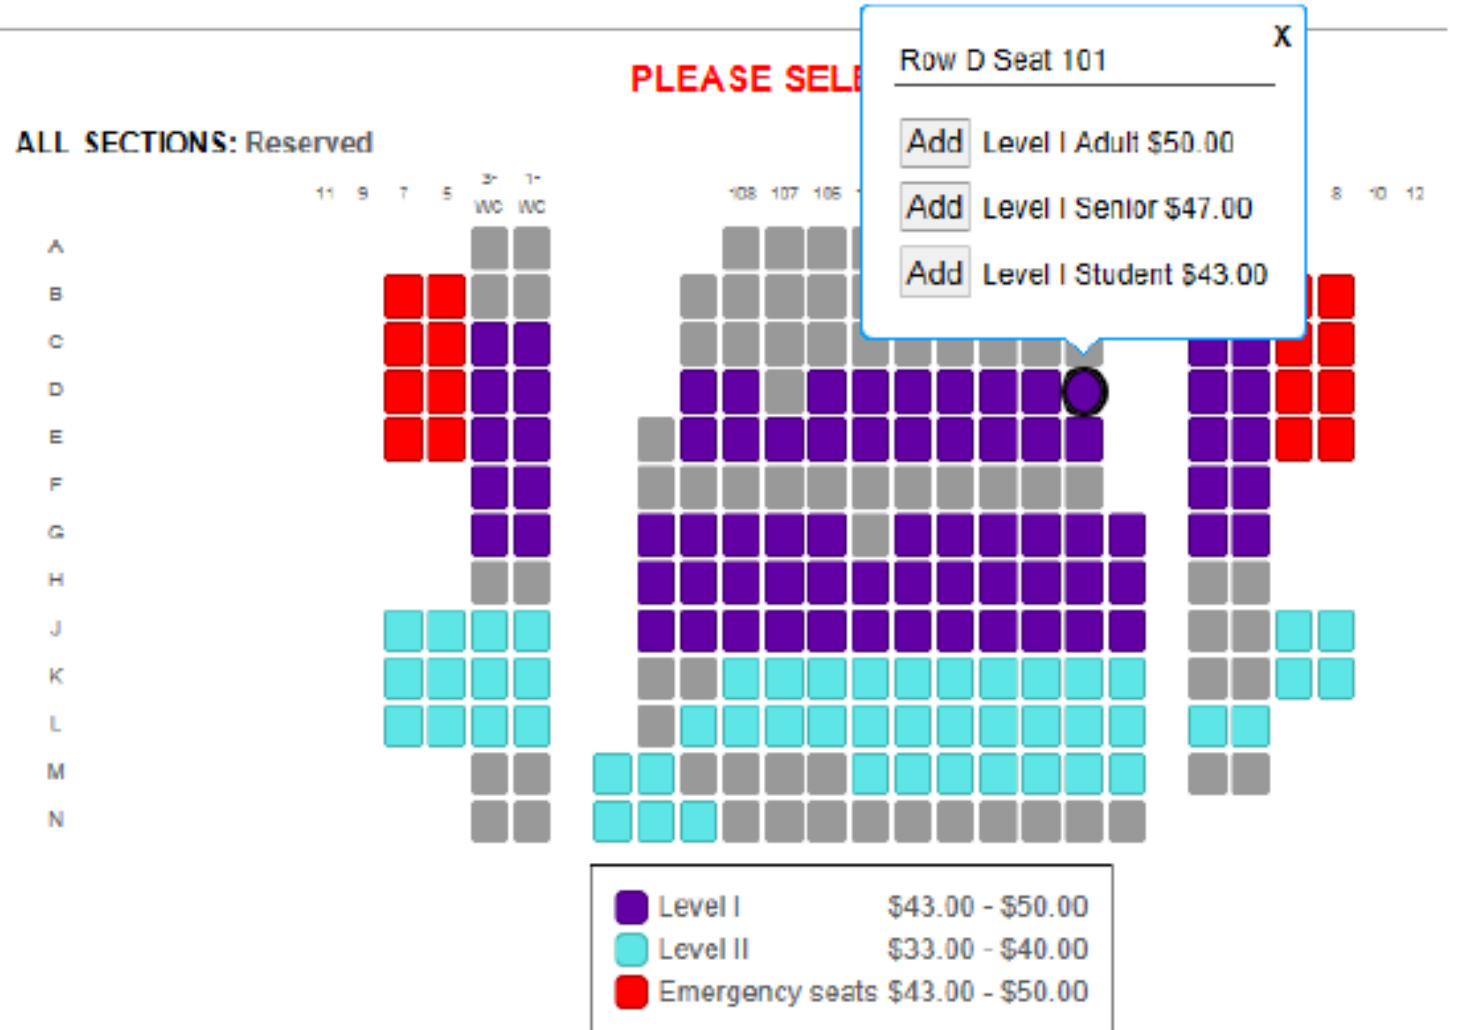 X
Row D Seat 101
PLEASE SELE
Add Level I Adult $50.00
ALL SECTIONS: Reserved
Add Level I Senior $47.00
11 9 7 5 3-WC 1-WC 108 107 106 8 10 12
Add Level I Student $43.00
A
B
C
D
E
F
G
H
J
K
L
M
N
Level I $43.00 - $50.00
Level II $33.00 - $40.00
Emergency seats $43.00 - $50.00